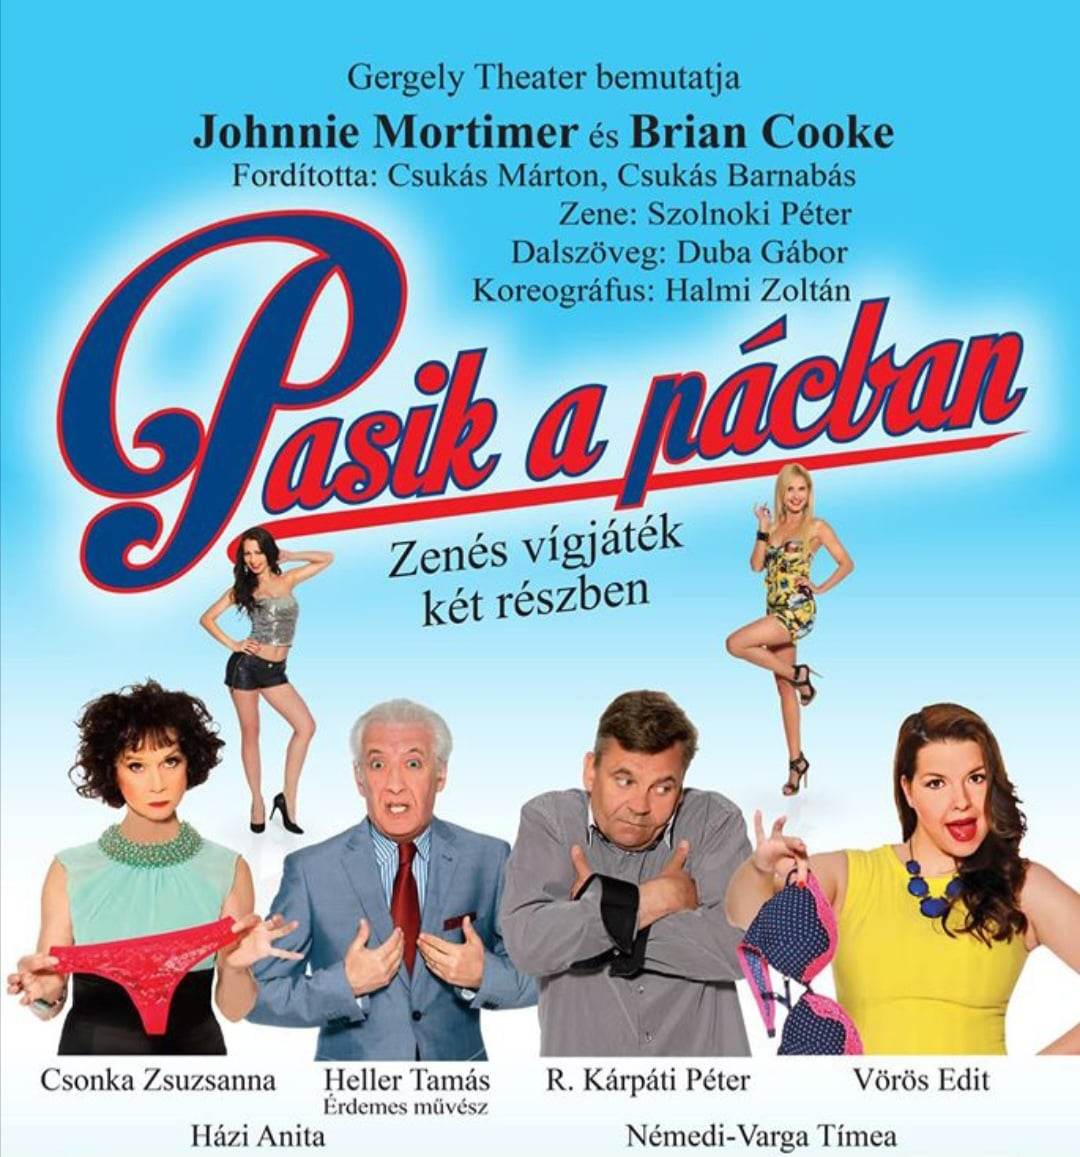 Gergely Theater bemutatja
Johnnie Mortimer és Brian Cooke
Fordította: Csukás Márton, Csukás Barnabás
Zene: Szolnoki Péter
Dalszöveg: Duba Gábor
Koreográfus: Halmi Zoltán
Pasik a pácban
Zenés vígjáték
két részben
Csonka Zsuzsanna Heller Tamás R. Kárpáti Péter Vörös Edit
Érdemes művész
Házi Anita Némedi-Varga Tímea